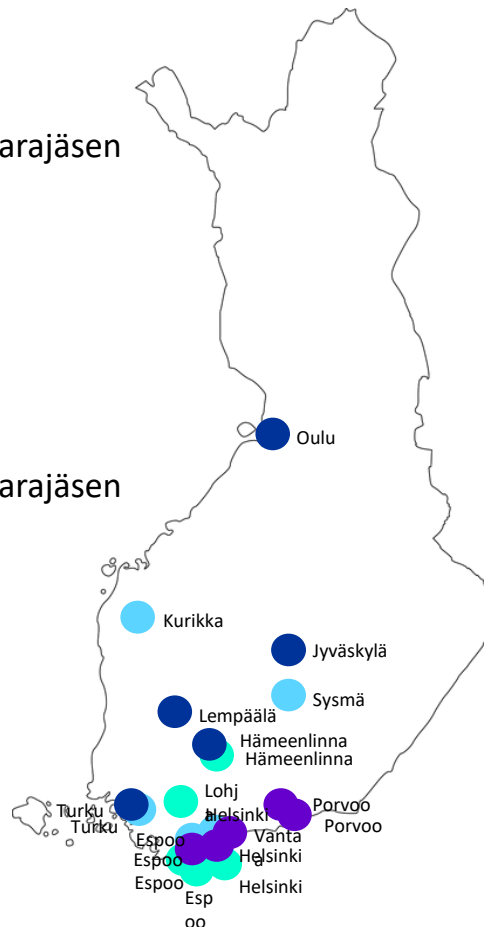 arajäsen
Oulu
arajäsen
Kurikka
Jyväskylä
Sysmä
Lempäälä
Hämeenlinna
Hämeenlinna
Lohj
a
Turku
Turku
Helsinki
Porvoo
Porvoo
Espoo
Vanta
a
Espoo
Helsinki
Espoo
Helsinki
Esp
oo